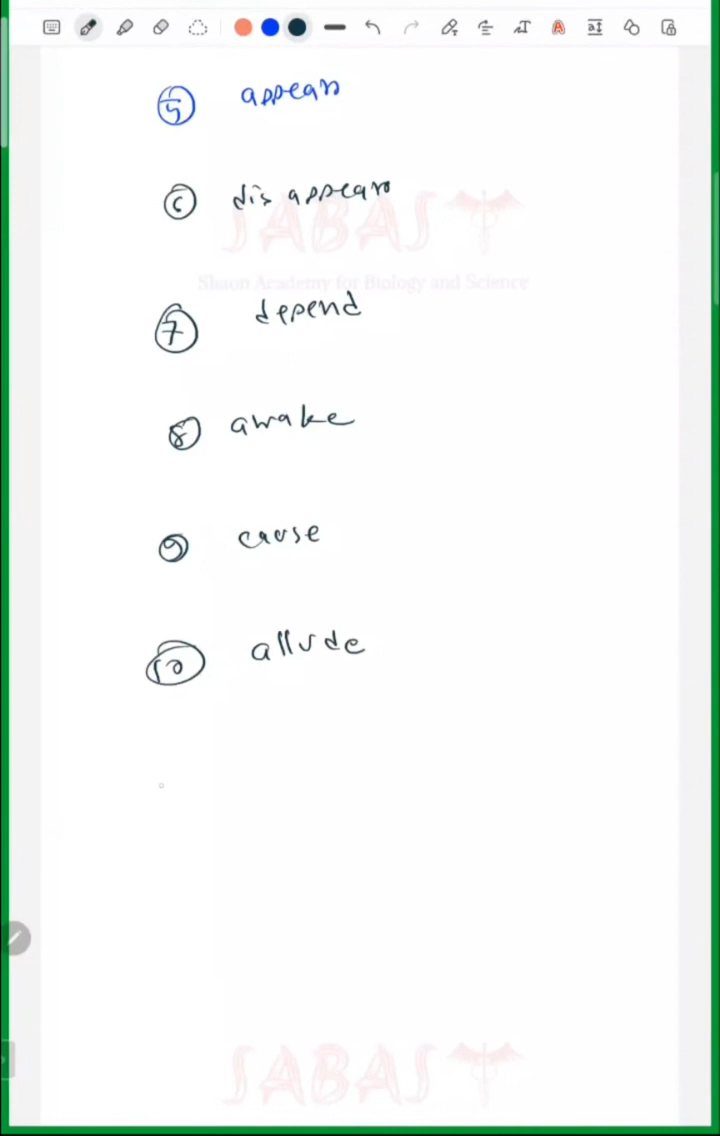 5 appear
6 disappear
SABAS
Shaun Academy for Biology and Science
7 depend
8 awake
9 cause
10 allude
SABAS